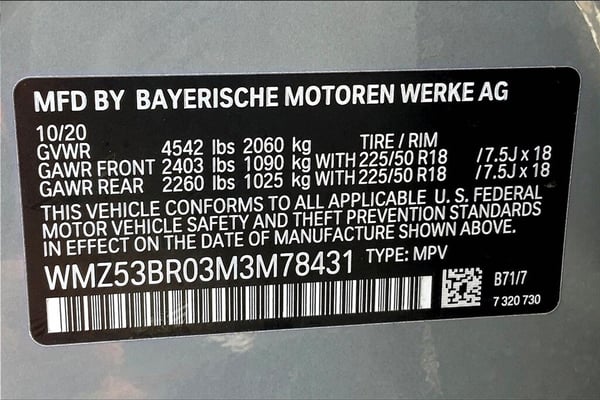 MFD BY BAYERISCHE MOTOREN WERKE AG
10/20
GVWR 4542 lbs 2060 kg TIRE / RIM
GAWR FRONT 2403 lbs 1090 kg WITH 225/50 R18 /7.5J x 18
GAWR REAR 2260 lbs 1025 kg WITH 225/50 R18 /7.5J x 18
THIS VEHICLE CONFORMS TO ALL APPLICABLE U. S. FEDERAL
MOTOR VEHICLE SAFETY AND THEFT PREVENTION STANDARDS
IN EFFECT ON THE DATE OF MANUFACTURE SHOWN ABOVE.
WMZ53BR03M3M78431 TYPE: MPV
B71/7
7 320 730